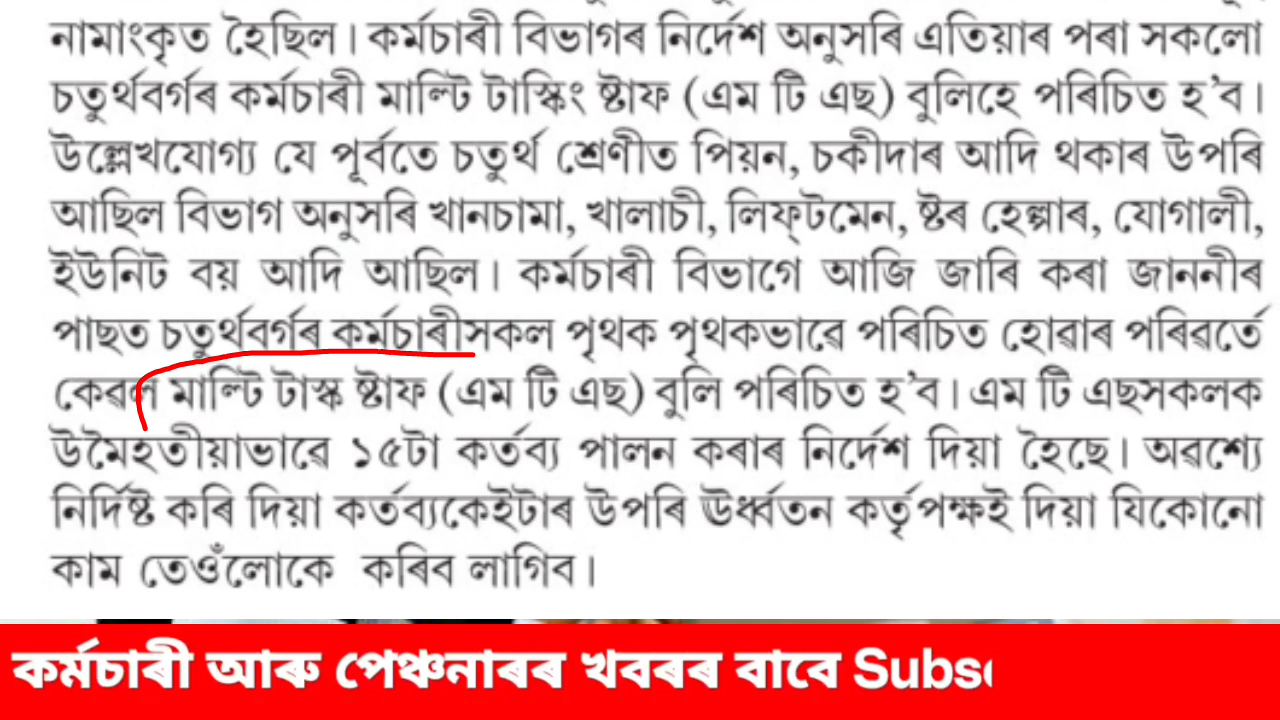 নামাংকৃত হৈছিল। কৰ্মচাৰী বিভাগৰ নিৰ্দেশ অনুসৰি এতিয়াৰ পৰা সকলো
চতুৰ্থবৰ্গৰ কৰ্মচাৰী মাল্টি টাস্কিং ষ্টাফ (এম টি এছ) বুলিহে পৰিচিত হ’ব।
উল্লেখযোগ্য যে পূৰ্বতে চতুৰ্থ শ্ৰেণীত পিয়ন, চকীদাৰ আদি থকাৰ উপৰি
আছিল বিভাগ অনুসৰি খানচামা, খালাচী, লিফ্‌টমেন, ষ্টৰ হেল্পাৰ, যোগালী,
ইউনিট বয় আদি আছিল। কৰ্মচাৰী বিভাগে আজি জাৰি কৰা জাননীৰ
পাছত চতুৰ্থবৰ্গৰ কৰ্মচাৰীসকল পৃথক পৃথকভাৱে পৰিচিত হোৱাৰ পৰিৱৰ্তে
কেৱল মাল্টি টাস্ক ষ্টাফ (এম টি এছ) বুলি পৰিচিত হ’ব। এম টি এছসকলক
উমৈহতীয়াভাৱে ১৫টা কৰ্তব্য পালন কৰাৰ নিৰ্দেশ দিয়া হৈছে। অৱশ্যে
নিৰ্দিষ্ট কৰি দিয়া কৰ্তব্যকেইটাৰ উপৰি ঊৰ্ধ্বতন কৰ্তৃপক্ষই দিয়া যিকোনো
কাম তেওঁলোকে কৰিব লাগিব।
কৰ্মচাৰী আৰু পেঞ্চনাৰৰ খবৰৰ বাবে Subsc